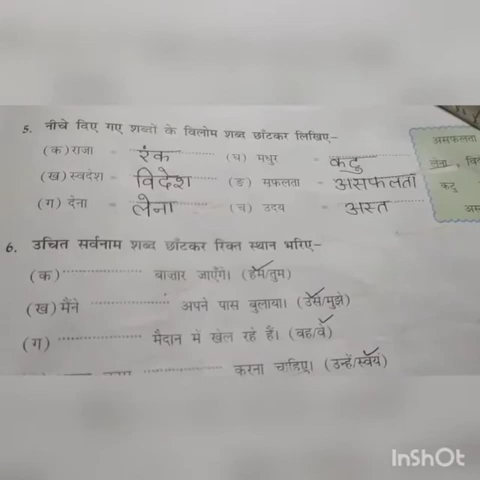 5. नीचे दिए गए शब्दों के विलोम शब्द छाँटकर लिखिए–
(क) राजा = रंक (घ) मधुर = कटु
(ख) स्वदेश = विदेश (ङ) सफलता = असफलता
(ग) देना = लेना (च) उदय = अस्त
असफलता
लेना
कटु
6. उचित सर्वनाम शब्द छाँटकर रिक्त स्थान भरिए–
(क) .................. बाजार जाएँगे। (हम/तुम)
(ख) मैंने .................. अपने पास बुलाया। (उसे/मुझे)
(ग) .................. मैदान में खेल रहे हैं। (वह/वे)
.................. करना चाहिए। (उन्हें/स्वयं)
InShOt